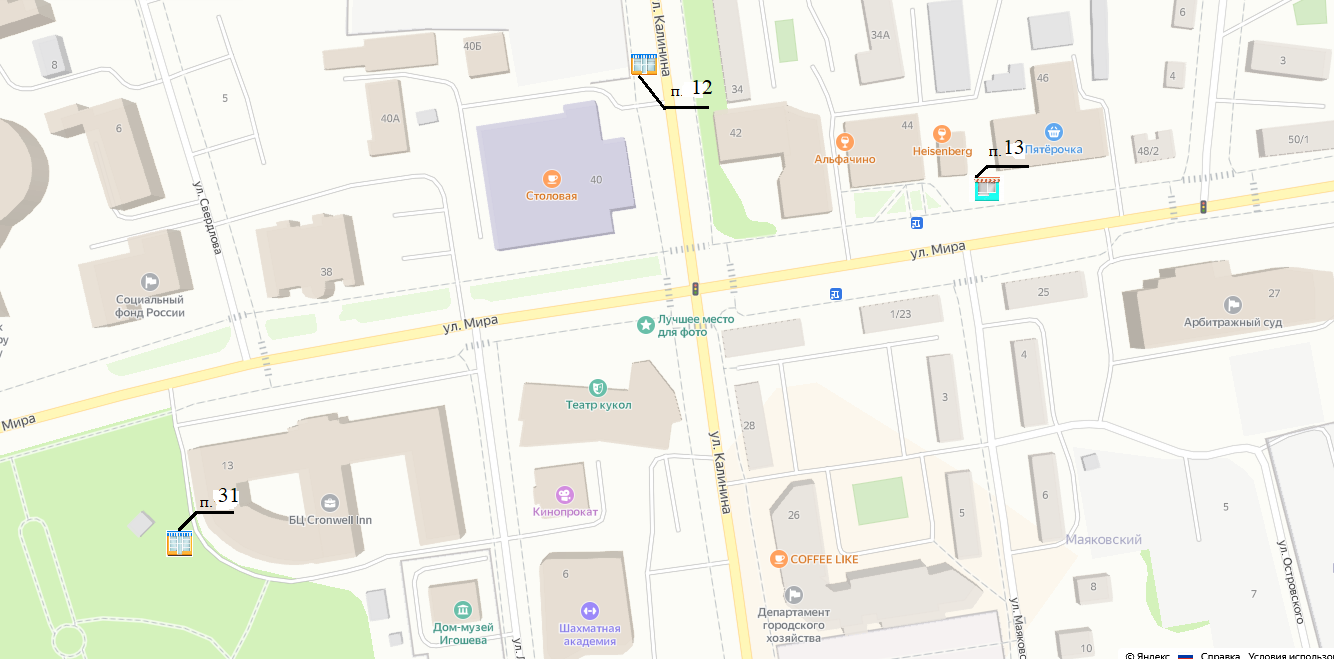 ул. Калинина
40Б
8
5
6
40А
п. 12
34
34А
6
3
4
46
42
44
Альфачино
Heisenberg
п. 13
Пятёрочка
48/2
50/1
40
Столовая
ул. Свердлова
38
Социальный
фонд России
ул. Мира
ул. Мира
Лучшее место
для фото
1/23
25
27
Арбитражный суд
Мира
Театр кукол
3
4
28
ул. Калинина
13
п. 31
БЦ Cronwell Inn
Кинопрокат
26
5
6
5
Маяковский
COFFEE LIKE
ул. Островского
6
Шахматная
академия
Дом-музей
Игошева
Департамент
городского
хозяйства
8
7
10
ул. Маяковс
© Яндекс Справка Условия использо